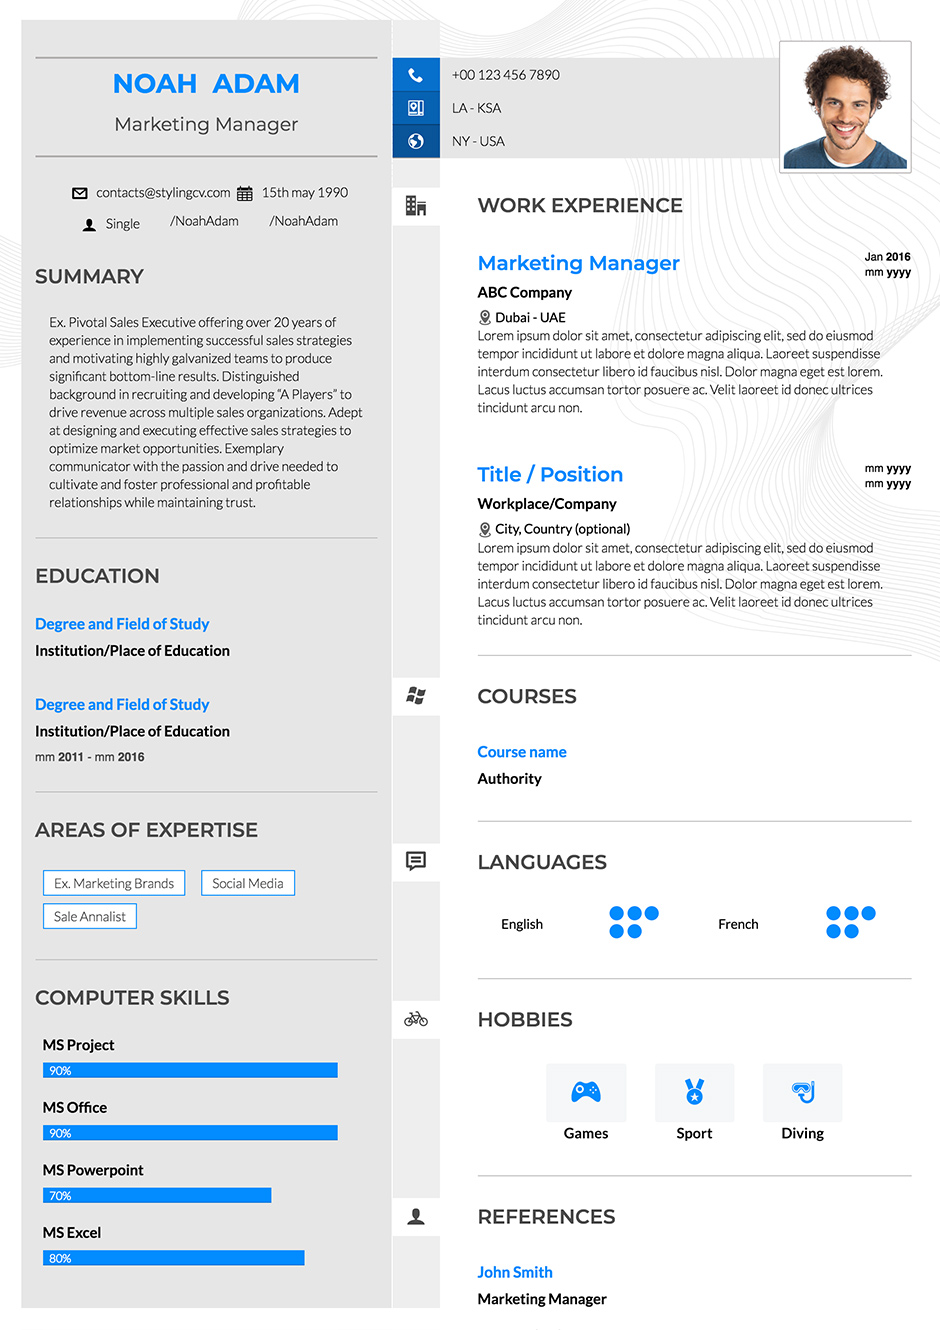 NOAH ADAM
Marketing Manager
contacts@stylingcv.com 15th may 1990
Single /NoahAdam /NoahAdam
SUMMARY
Ex. Pivotal Sales Executive offering over 20 years of
experience in implementing successful sales strategies
and motivating highly galvanized teams to produce
significant bottom-line results. Distinguished
background in recruiting and developing “A Players” to
drive revenue across multiple sales organizations. Adept
at designing and executing effective sales strategies to
optimize market opportunities. Exemplary
communicator with the passion and drive needed to
cultivate and foster professional and profitable
relationships while maintaining trust.
EDUCATION
Degree and Field of Study
Institution/Place of Education
Degree and Field of Study
Institution/Place of Education
mm 2011 - mm 2016
AREAS OF EXPERTISE
Ex. Marketing Brands Social Media
Sale Annalist
COMPUTER SKILLS
MS Project
90%
MS Office
90%
MS Powerpoint
70%
MS Excel
80%
+00 123 456 7890
LA - KSA
NY - USA
WORK EXPERIENCE
Marketing Manager Jan 2016
mm yyyy
ABC Company
Dubai - UAE
Lorem ipsum dolor sit amet, consectetur adipiscing elit, sed do eiusmod
tempor incididunt ut labore et dolore magna aliqua. Laoreet suspendisse
interdum consectetur libero id faucibus nisl. Dolor magna eget est lorem.
Lacus luctus accumsan tortor posuere ac. Velit laoreet id donec ultrices
tincidunt arcu non.
Title / Position mm yyyy
mm yyyy
Workplace/Company
City, Country (optional)
Lorem ipsum dolor sit amet, consectetur adipiscing elit, sed do eiusmod
tempor incididunt ut labore et dolore magna aliqua. Laoreet suspendisse
interdum consectetur libero id faucibus nisl. Dolor magna eget est lorem.
Lacus luctus accumsan tortor posuere ac. Velit laoreet id donec ultrices
tincidunt arcu non.
COURSES
Course name
Authority
LANGUAGES
English French
HOBBIES
Games Sport Diving
REFERENCES
John Smith
Marketing Manager